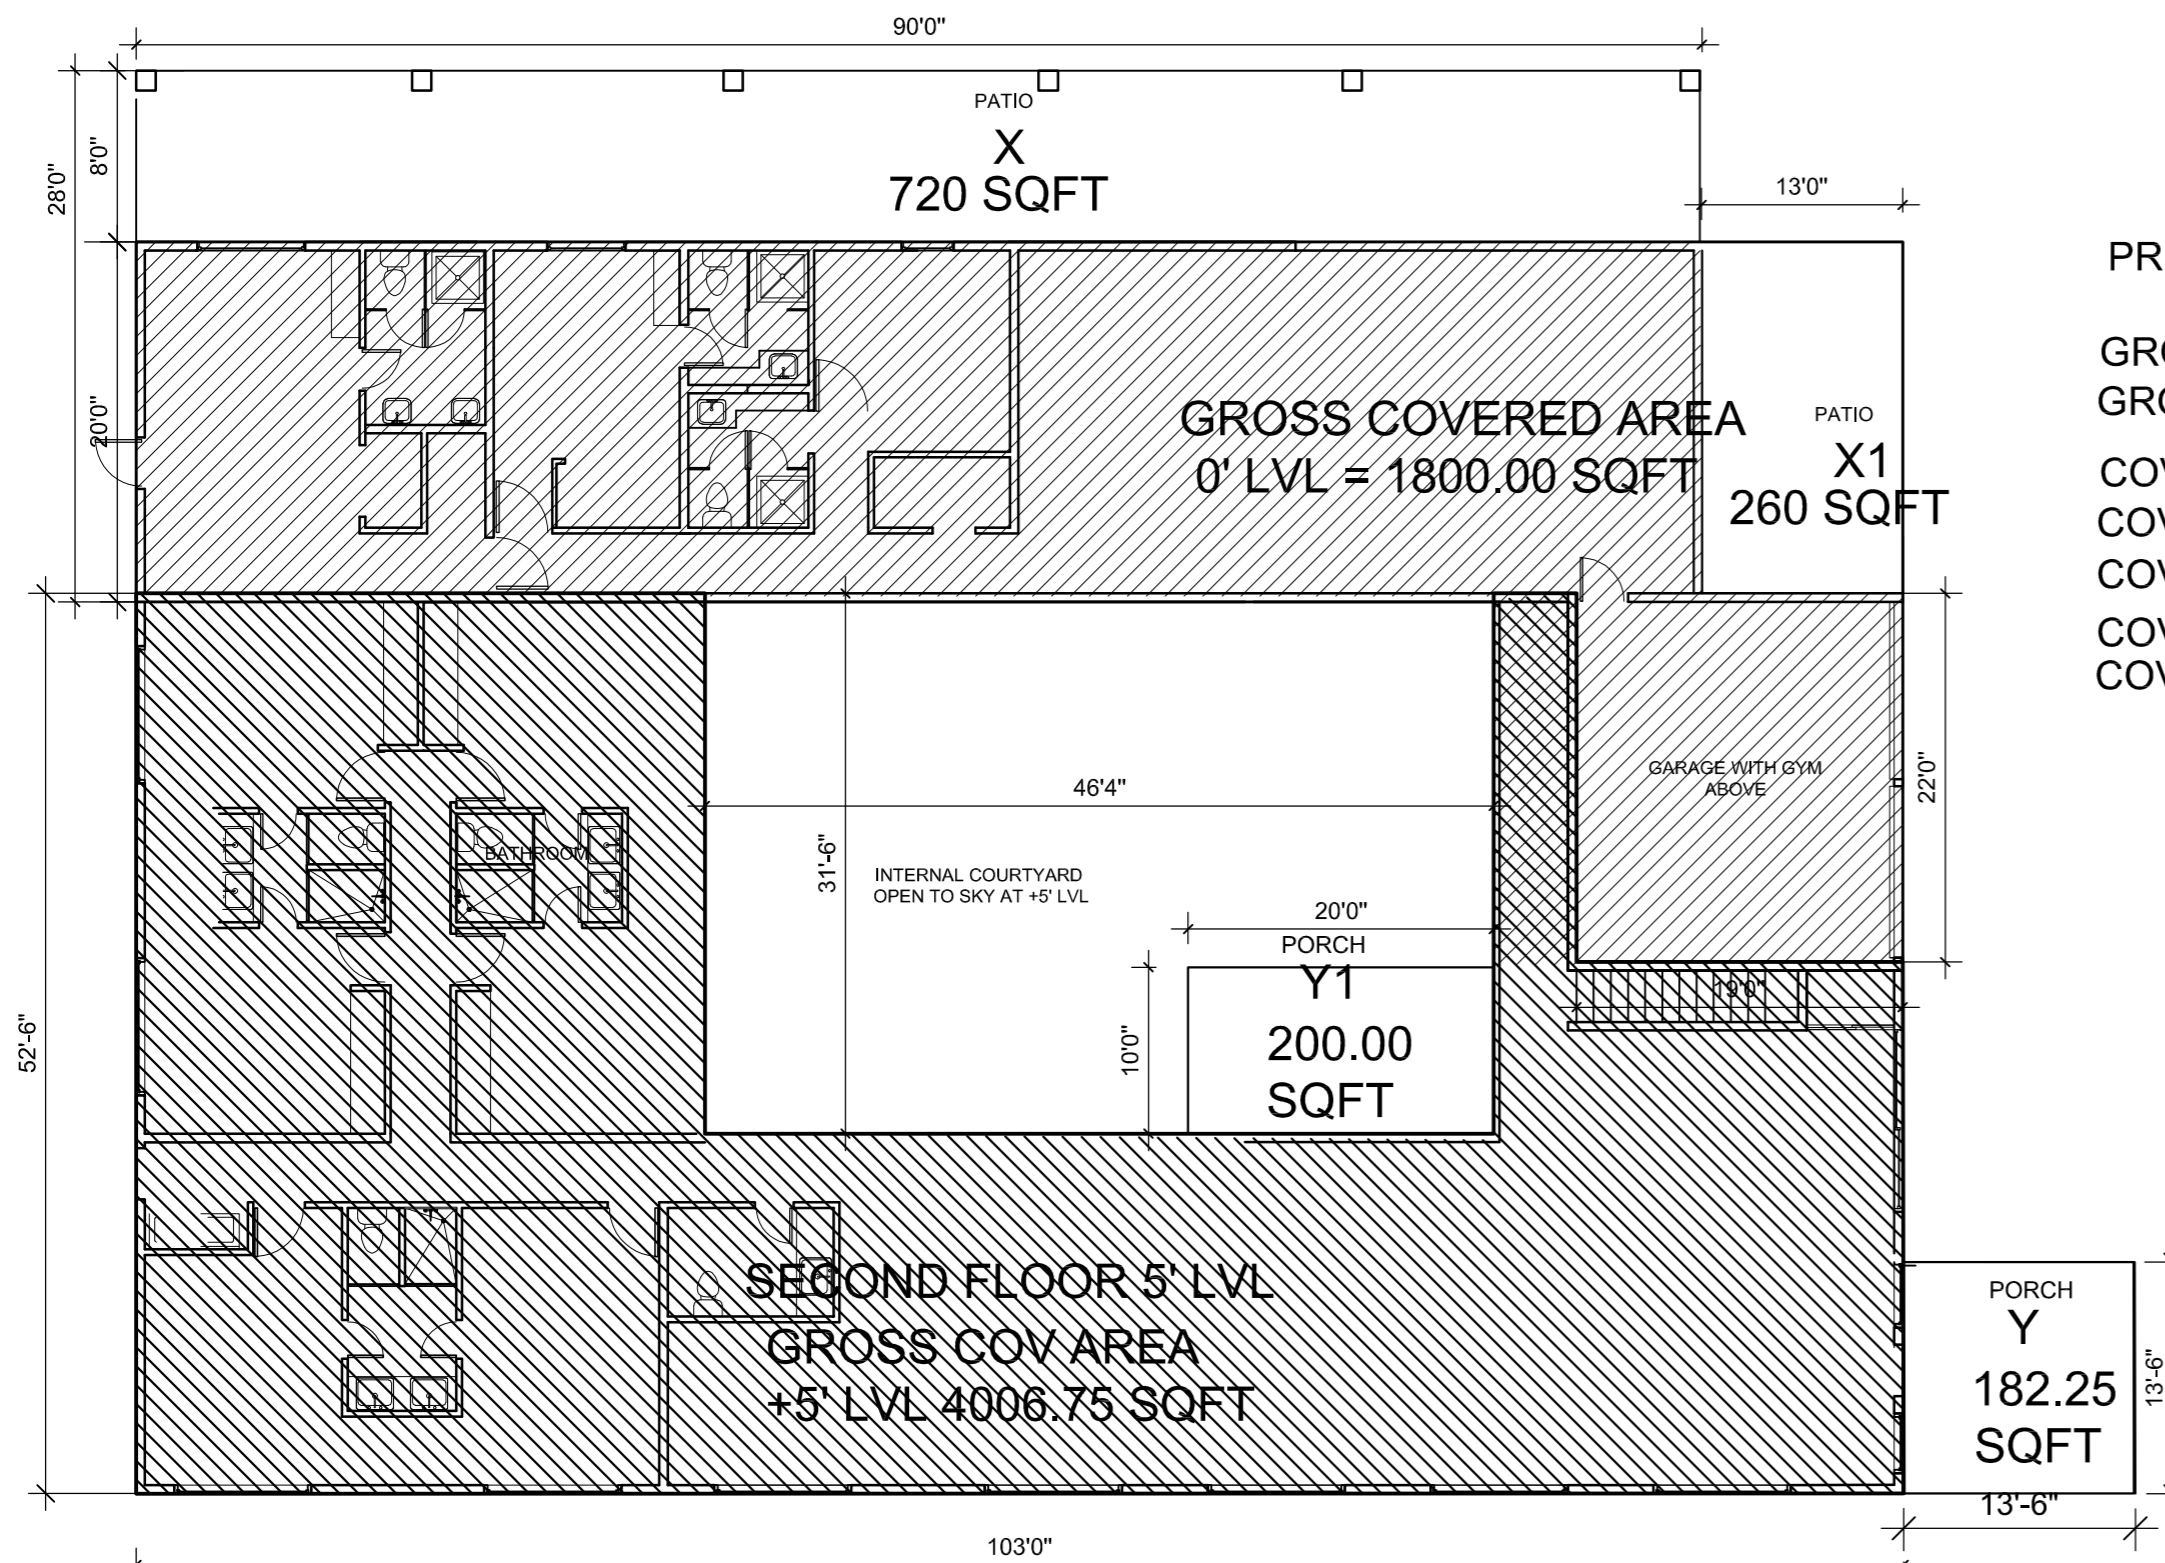 90'0"
28'0"
8'0"
PATIO
X
720 SQFT
13'0"
PR
GRO
GRO
COV
COV
COV
COV
COV
20'0"
GROSS COVERED AREA
0' LVL = 1800.00 SQFT
PATIO
X1
260 SQFT
46'4"
31'-6"
INTERNAL COURTYARD
OPEN TO SKY AT +5' LVL
GARAGE WITH GYM
ABOVE
22'0"
BATHROOM
20'0"
PORCH
Y1
200.00
SQFT
10'0"
19'0"
52'-6"
SECOND FLOOR 5' LVL
GROSS COV AREA
+5' LVL 4006.75 SQFT
PORCH
Y
182.25
SQFT
13'-6"
13'-6"
103'0"